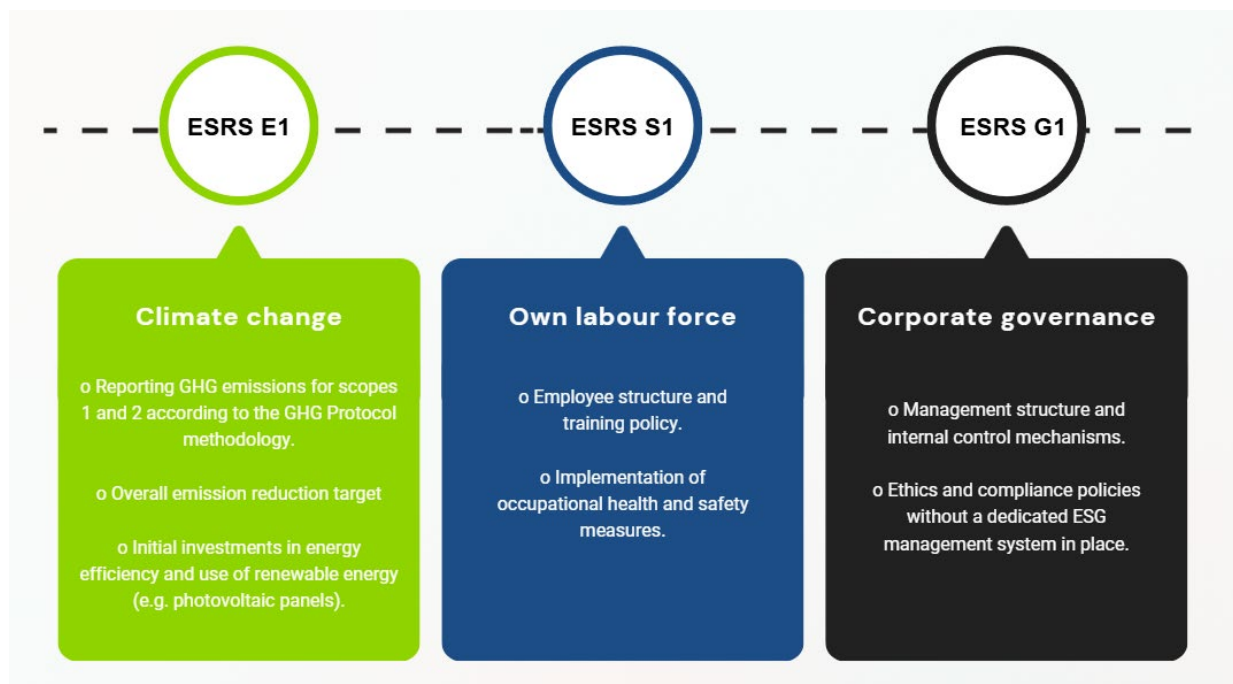 ESRS E1
ESRS S1
ESRS G1
Climate change
o Reporting GHG emissions for scopes
1 and 2 according to the GHG Protocol
methodology.
o Overall emission reduction target
o Initial investments in energy
efficiency and use of renewable energy
(e.g. photovoltaic panels).
Own labour force
o Employee structure and
training policy.
o Implementation of
occupational health and safety
measures.
Corporate governance
o Management structure and
internal control mechanisms.
o Ethics and compliance policies
without a dedicated ESG
management system in place.